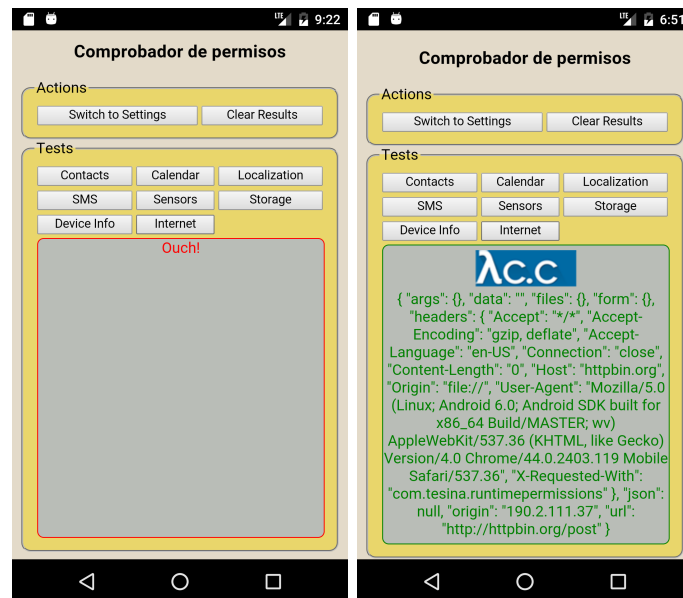 LTE 9:22
Comprobador de permisos
Actions
Switch to Settings Clear Results
Tests
Contacts Calendar Localization
SMS Sensors Storage
Device Info Internet
Ouch!
LTE 6:51
Comprobador de permisos
Actions
Switch to Settings Clear Results
Tests
Contacts Calendar Localization
SMS Sensors Storage
Device Info Internet
λc.c
{ "args": {}, "data": "", "files": {}, "form": {},
"headers": { "Accept": "*/*", "Accept-
Encoding": "gzip, deflate", "Accept-
Language": "en-US", "Connection": "close",
"Content-Length": "0", "Host": "httpbin.org",
"Origin": "file://", "User-Agent": "Mozilla/5.0
(Linux; Android 6.0; Android SDK built for
x86_64 Build/MASTER; wv)
AppleWebKit/537.36 (KHTML, like Gecko)
Version/4.0 Chrome/44.0.2403.119 Mobile
Safari/537.36", "X-Requested-With":
"com.tesina.runtimepermissions" }, "json":
null, "origin": "190.2.111.37", "url":
"http://httpbin.org/post" }